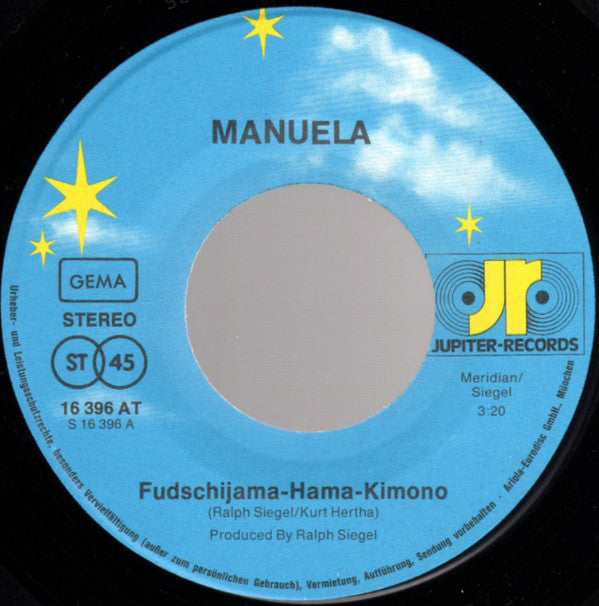 MANUELA
GEMA
STEREO
ST 45
16 396 AT
S 16 396 A
jr
JUPITER-RECORDS
Meridian/
Siegel
3:20
Fudschijama-Hama-Kimono
(Ralph Siegel/Kurt Hertha)
Produced By Ralph Siegel
Urheber- und Leistungsschutzrechte, besonders Vervielfältigung (außer zum persönlichen Gebrauch), Vermietung, Aufführung, Sendung vorbehalten · Ariola-Eurodisc GmbH., München